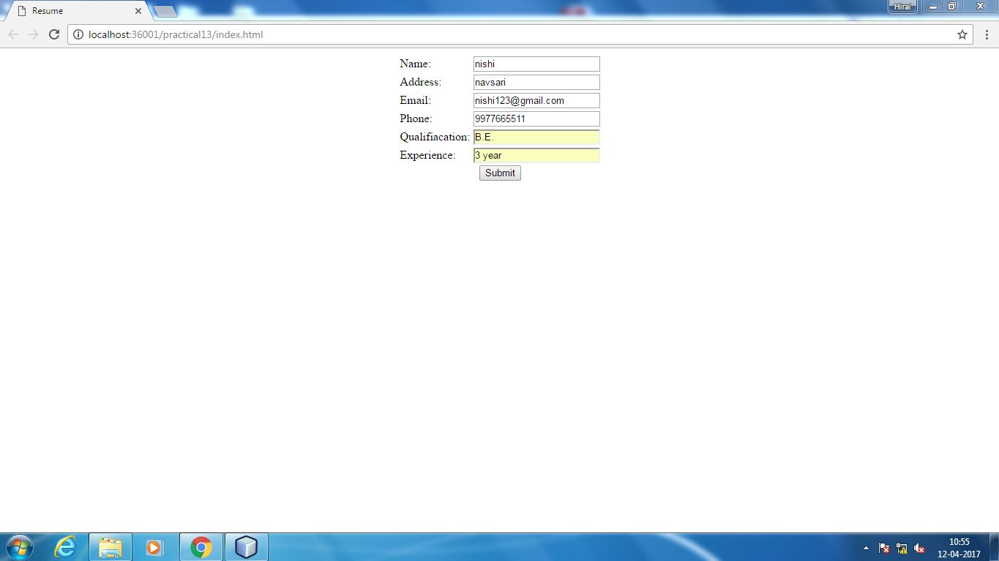 Resume
Hiral
localhost:36001/practical13/index.html
Name: nishi
Address: navsari
Email: nishi123@gmail.com
Phone: 9977665511
Qualifiacation: B.E.
Experience: 3 year
Submit
10:55
12-04-2017